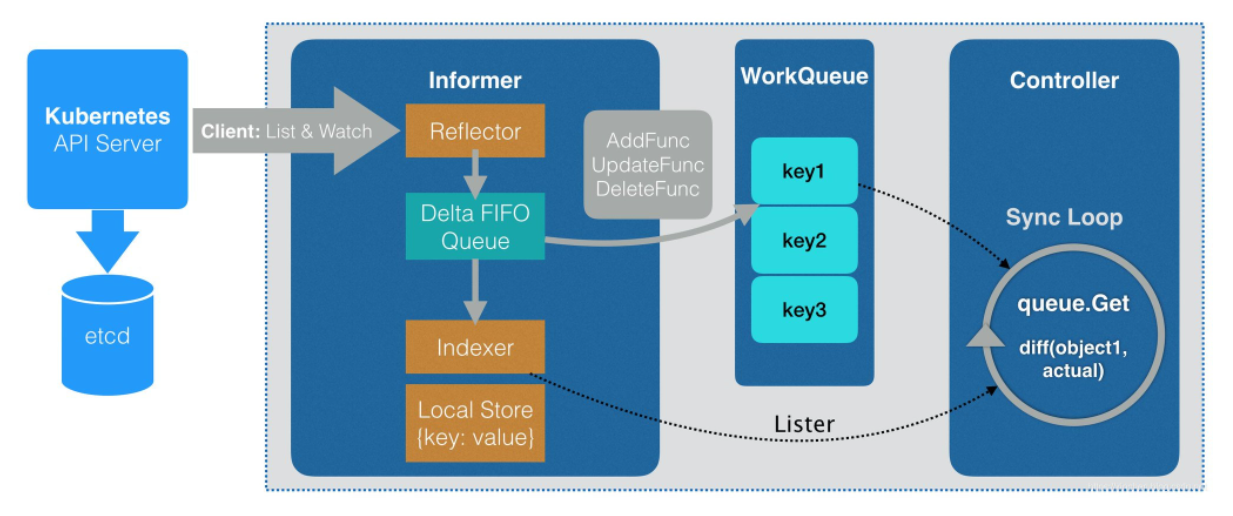 Kubernetes
API Server
etcd
Client: List & Watch
Informer
Reflector
Delta FIFO
Queue
Indexer
Local Store
{key: value}
AddFunc
UpdateFunc
DeleteFunc
WorkQueue
key1
key2
key3
Lister
Controller
Sync Loop
queue.Get
diff(object1,
actual)